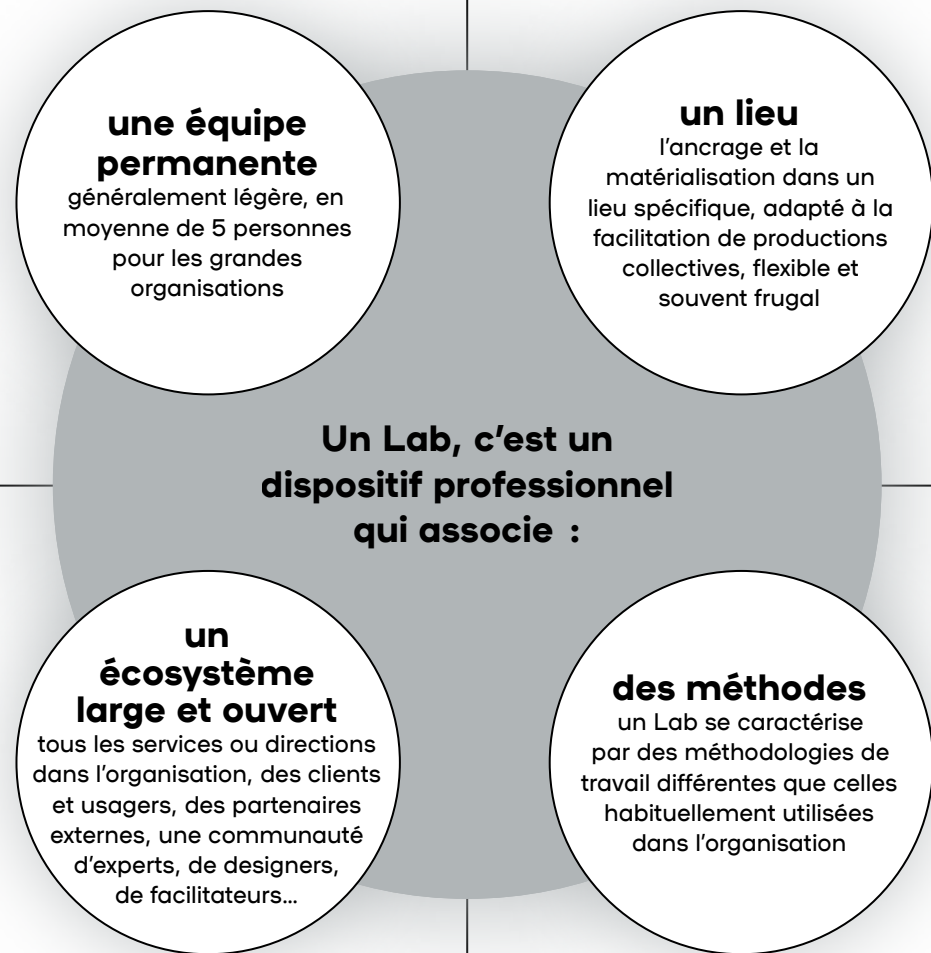 une équipe
permanente
généralement légère, en
moyenne de 5 personnes
pour les grandes
organisations
un lieu
l'ancrage et la
matérialisation dans un
lieu spécifique, adapté à la
facilitation de productions
collectives, flexible et
souvent frugal
Un Lab, c'est un
dispositif professionnel
qui associe :
un
écosystème
large et ouvert
tous les services ou directions
dans l'organisation, des clients
et usagers, des partenaires
externes, une communauté
d'experts, de designers,
de facilitateurs...
des méthodes
un Lab se caractérise
par des méthodologies de
travail différentes que celles
habituellement utilisées
dans l'organisation